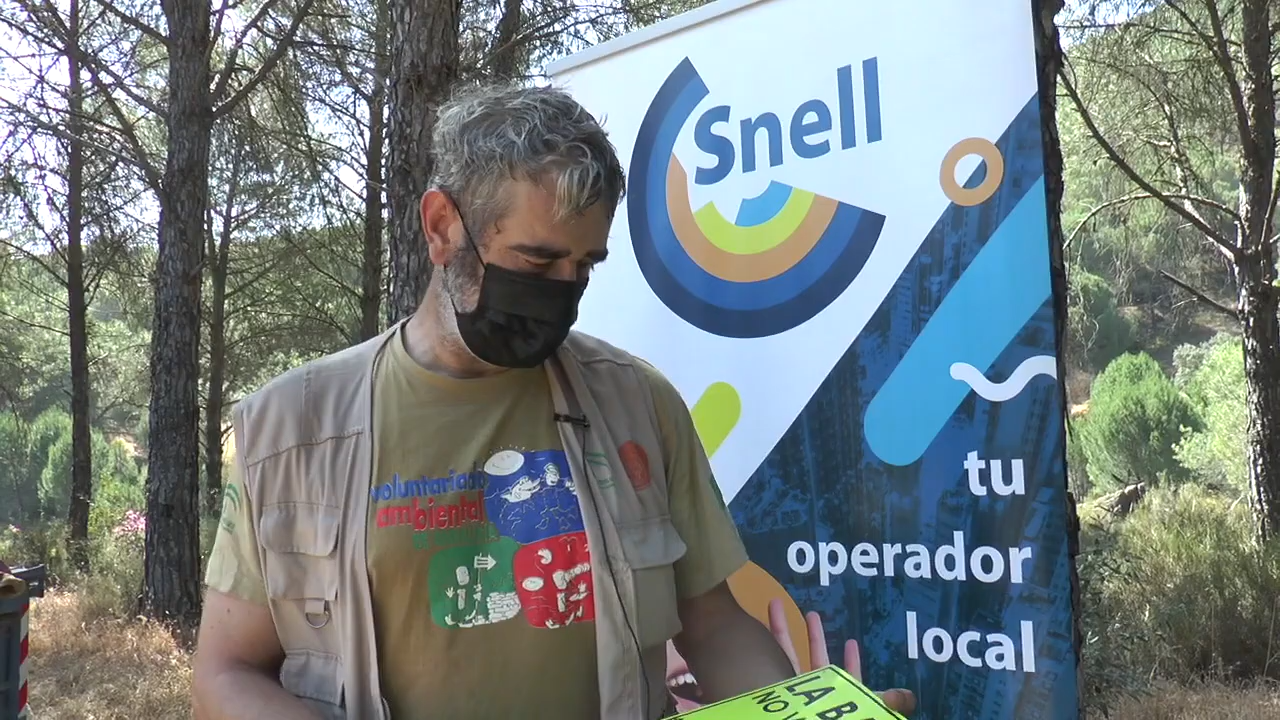 Snell
tu
operador
local
voluntariado
ambiental
LA B
NO